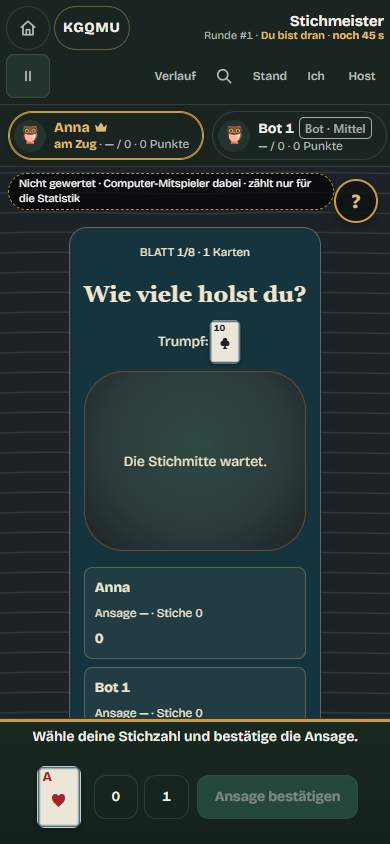 KGQMU
Stichmeister
Runde #1 · Du bist dran · noch 45 s
Verlauf
Stand
Ich
Host
Anna
am Zug · — / 0 · 0 Punkte
Bot 1
Bot · Mittel
— / 0 · 0 Punkte
Nicht gewertet · Computer-Mitspieler dabei · zählt nur für
die Statistik
?
BLATT 1/8 · 1 Karten
Wie viele holst du?
Trumpf:
10
Die Stichmitte wartet.
Anna
Ansage — · Stiche 0
0
Bot 1
Ansage — · Stiche 0
Wähle deine Stichzahl und bestätige die Ansage.
A
0
1
Ansage bestätigen